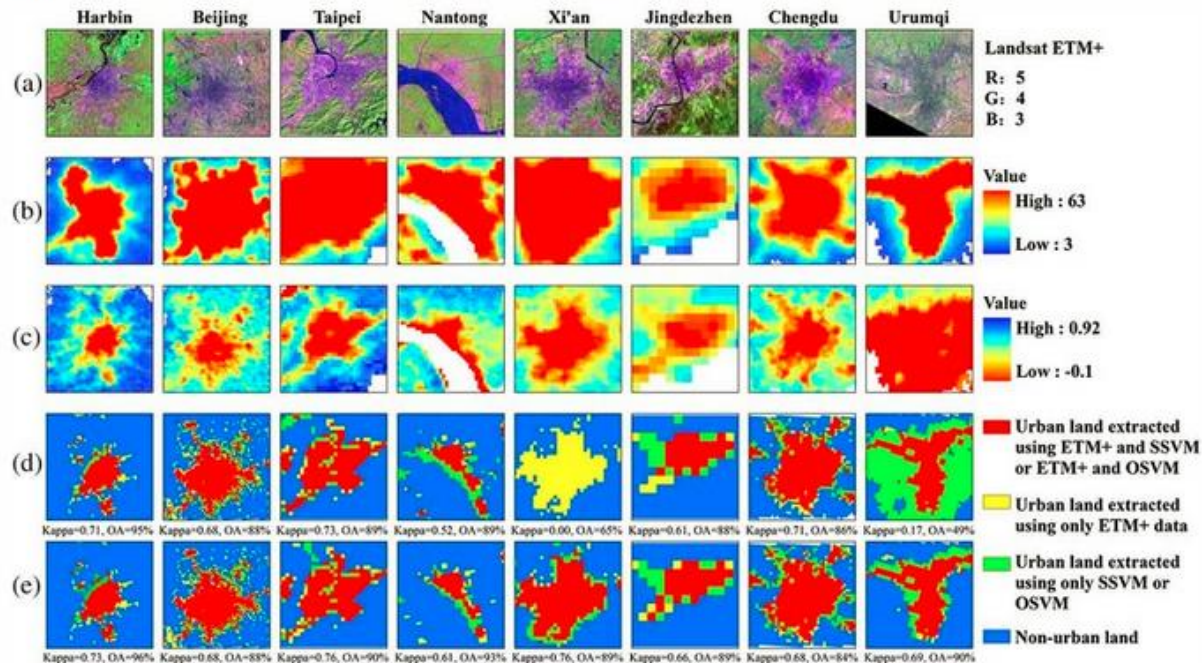 Harbin Beijing Taipei Nantong Xi'an Jingdezhen Chengdu Urumqi
(a)
Landsat ETM+
R: 5
G: 4
B: 3
(b)
Value
High : 63
Low : 3
(c)
Value
High : 0.92
Low : -0.1
(d)
Kappa=0.71, OA=95% Kappa=0.68, OA=88% Kappa=0.73, OA=89% Kappa=0.52, OA=89% Kappa=0.00, OA=65% Kappa=0.61, OA=88% Kappa=0.71, OA=86% Kappa=0.17, OA=49%
(e)
Kappa=0.73, OA=96% Kappa=0.68, OA=88% Kappa=0.76, OA=90% Kappa=0.61, OA=93% Kappa=0.76, OA=89% Kappa=0.66, OA=89% Kappa=0.68, OA=84% Kappa=0.69, OA=90%
Urban land extracted
using ETM+ and SSVM
or ETM+ and OSVM
Urban land extracted
using only ETM+ data
Urban land extracted
using only SSVM or
OSVM
Non-urban land